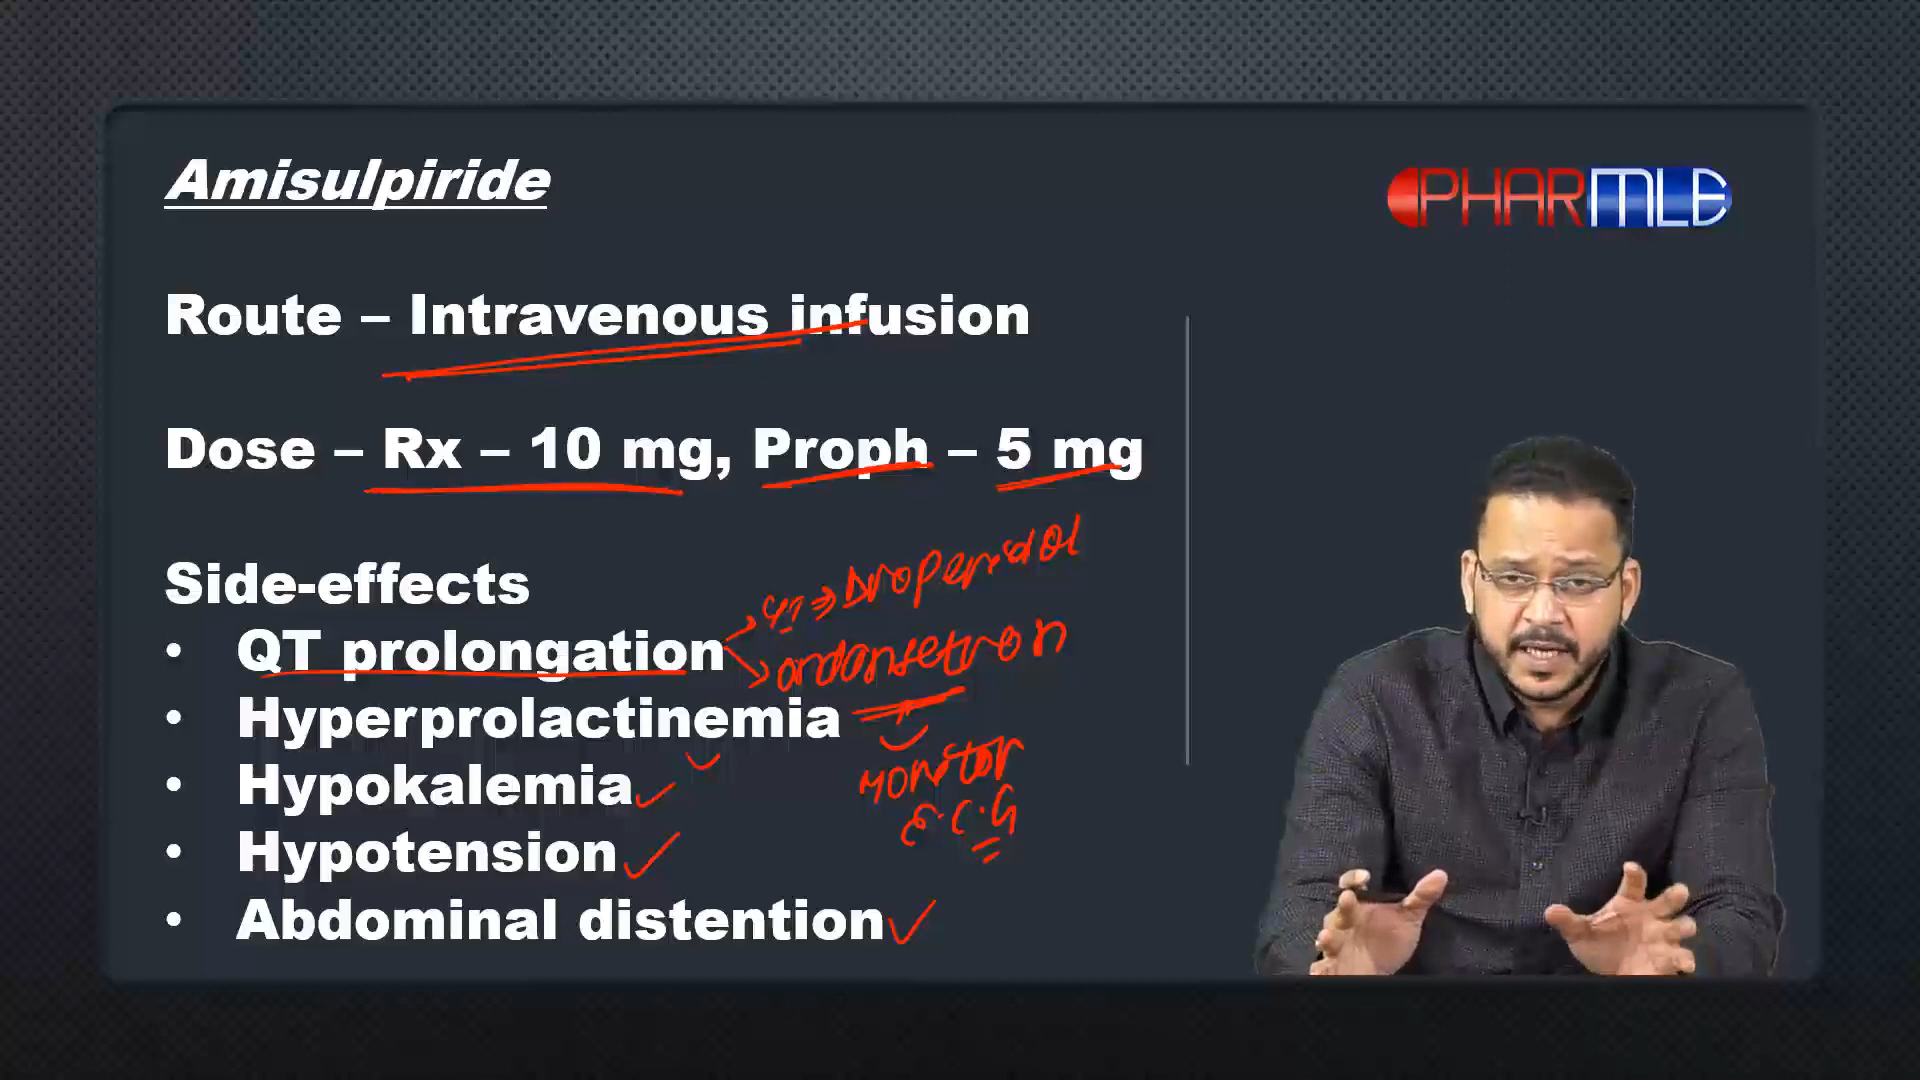 Amisulpiride
PHARMLE
Route – Intravenous infusion
Dose – Rx – 10 mg, Proph – 5 mg
Side-effects
• QT prolongation
• Hyperprolactinemia
• Hypokalemia
• Hypotension
• Abdominal distention
Droperidol
ondansetron
Monitor
E.C.G